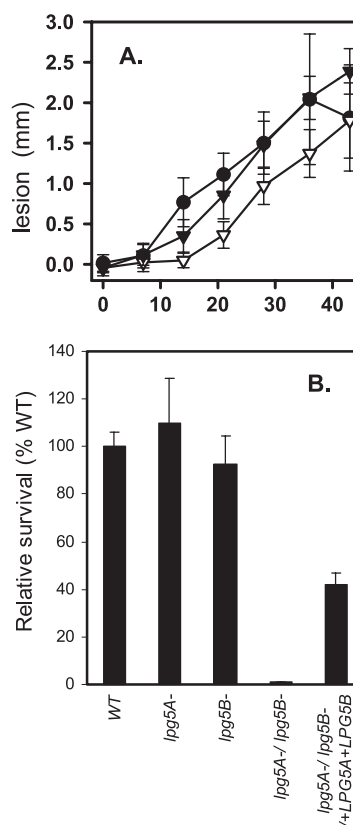 A.
lesion (mm)
3.0
2.5
2.0
1.5
1.0
0.5
0.0
0 10 20 30 40
B.
Relative survival (% WT)
140
120
100
80
60
40
20
0
WT
lpg5A-
lpg5B-
lpg5A-/ lpg5B-
lpg5A-/ lpg5B-
/+LPG5A+LPG5B